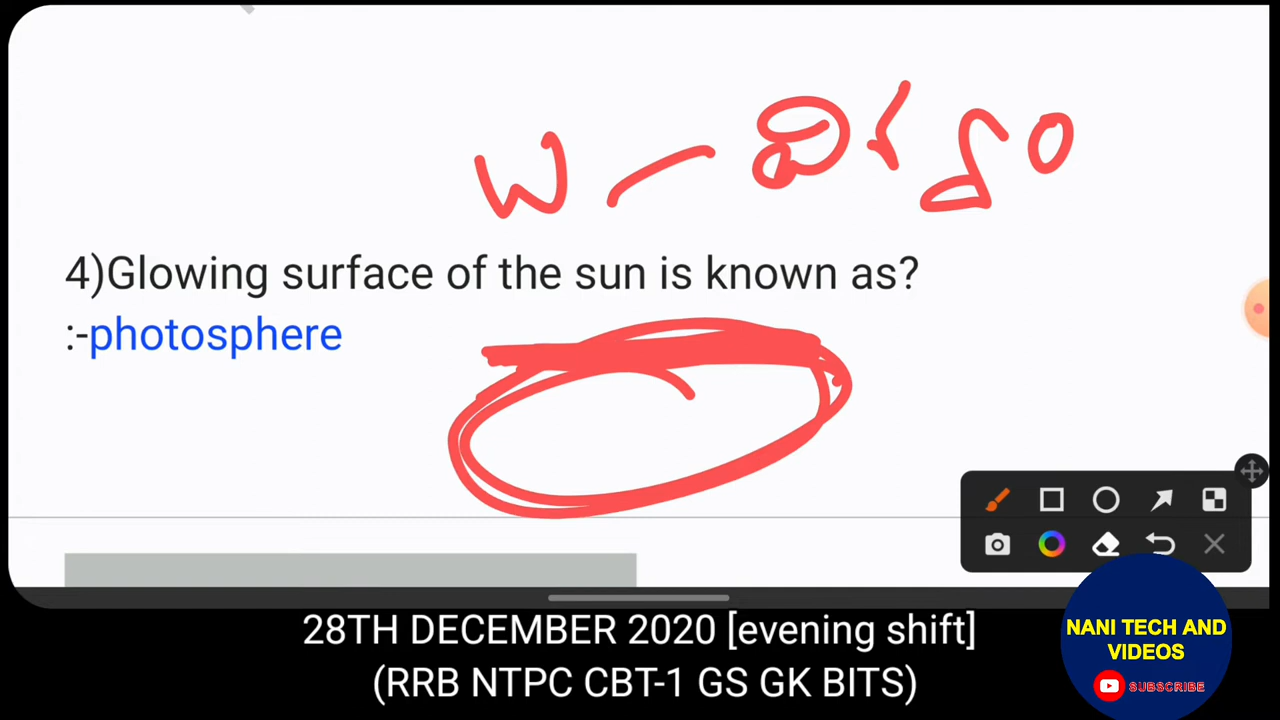 4)Glowing surface of the sun is known as?
:-photosphere
28TH DECEMBER 2020 [evening shift]
(RRB NTPC CBT-1 GS GK BITS)
NANI TECH AND
VIDEOS
SUBSCRIBE